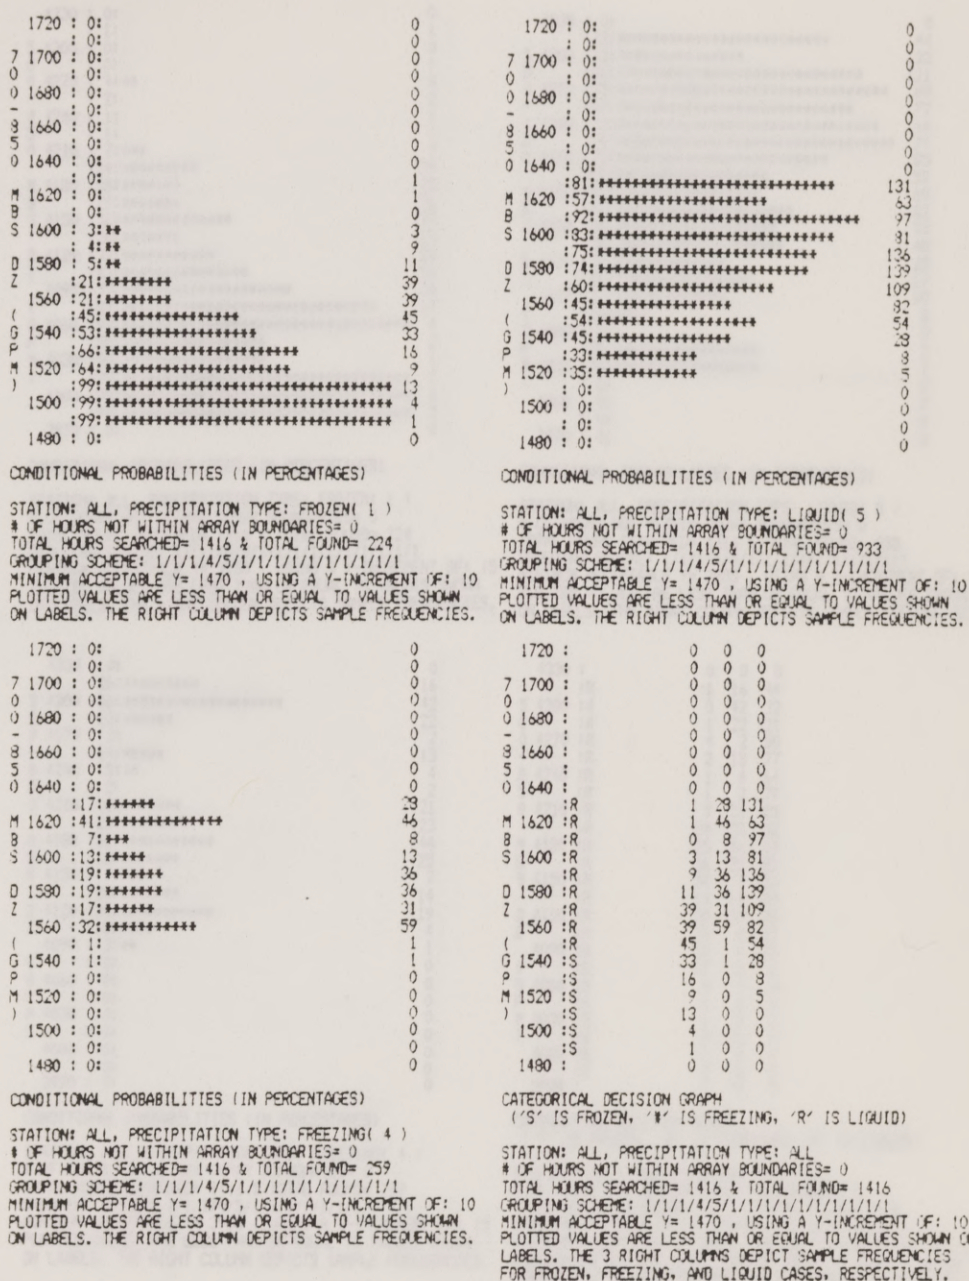 1720 : 0: 0
: 0: 0
7 1700 : 0: 0
0 : 0: 0
0 1680 : 0: 0
- : 0: 0
8 1660 : 0: 0
5 : 0: 0
0 1640 : 0: 0
: 0: 1
M 1620 : 0: 1
B : 0: 0
S 1600 : 3:** 3
: 4:** 9
D 1580 : 5:** 11
Z :21:******** 39
1560 :21:******** 39
( :45:***************** 45
G 1540 :53:******************* 33
P :66:************************ 16
M 1520 :64:*********************** 9
) :99:************************************ 13
1500 :99:************************************ 4
:99:************************************ 1
1480 : 0: 0
CONDITIONAL PROBABILITIES (IN PERCENTAGES)
STATION: ALL, PRECIPITATION TYPE: FROZEN( 1 )
# OF HOURS NOT WITHIN ARRAY BOUNDARIES= 0
TOTAL HOURS SEARCHED= 1416 & TOTAL FOUND= 224
GROUPING SCHEME: 1/1/1/4/5/1/1/1/1/1/1/1/1/1
MINIMUM ACCEPTABLE Y= 1470 , USING A Y-INCREMENT OF: 10
PLOTTED VALUES ARE LESS THAN OR EQUAL TO VALUES SHOWN
ON LABELS. THE RIGHT COLUMN DEPICTS SAMPLE FREQUENCIES.
1720 : 0: 0
: 0: 0
7 1700 : 0: 0
0 : 0: 0
0 1680 : 0: 0
- : 0: 0
8 1660 : 0: 0
5 : 0: 0
0 1640 : 0: 0
:81:***************************** 131
M 1620 :57:********************* 63
B :92:******************************** 97
S 1600 :83:***************************** 81
:75:*************************** 136
D 1580 :74:************************** 139
Z :60:********************** 109
1560 :45:**************** 82
( :54:******************** 54
G 1540 :45:**************** 28
P :33:************ 8
M 1520 :35:************ 5
) : 0: 0
1500 : 0: 0
: 0: 0
1480 : 0: 0
CONDITIONAL PROBABILITIES (IN PERCENTAGES)
STATION: ALL, PRECIPITATION TYPE: LIQUID( 5 )
# OF HOURS NOT WITHIN ARRAY BOUNDARIES= 0
TOTAL HOURS SEARCHED= 1416 & TOTAL FOUND= 933
GROUPING SCHEME: 1/1/1/4/5/1/1/1/1/1/1/1/1/1
MINIMUM ACCEPTABLE Y= 1470 , USING A Y-INCREMENT OF: 10
PLOTTED VALUES ARE LESS THAN OR EQUAL TO VALUES SHOWN
ON LABELS. THE RIGHT COLUMN DEPICTS SAMPLE FREQUENCIES.
1720 : 0: 0
: 0: 0
7 1700 : 0: 0
0 : 0: 0
0 1680 : 0: 0
- : 0: 0
8 1660 : 0: 0
5 : 0: 0
0 1640 : 0: 0
:17:****** 28
M 1620 :41:************** 46
B : 7:*** 8
S 1600 :13:***** 13
:19:******* 36
D 1580 :19:******* 36
Z :17:****** 31
1560 :32:*********** 59
( : 1: 1
G 1540 : 1: 1
P : 0: 0
M 1520 : 0: 0
) : 0: 0
1500 : 0: 0
: 0: 0
1480 : 0: 0
CONDITIONAL PROBABILITIES (IN PERCENTAGES)
STATION: ALL, PRECIPITATION TYPE: FREEZING( 4 )
# OF HOURS NOT WITHIN ARRAY BOUNDARIES= 0
TOTAL HOURS SEARCHED= 1416 & TOTAL FOUND= 259
GROUPING SCHEME: 1/1/1/4/5/1/1/1/1/1/1/1/1/1
MINIMUM ACCEPTABLE Y= 1470 , USING A Y-INCREMENT OF: 10
PLOTTED VALUES ARE LESS THAN OR EQUAL TO VALUES SHOWN
ON LABELS. THE RIGHT COLUMN DEPICTS SAMPLE FREQUENCIES.
1720 : 0 0 0
: 0 0 0
7 1700 : 0 0 0
0 : 0 0 0
0 1680 : 0 0 0
- : 0 0 0
8 1660 : 0 0 0
5 : 0 0 0
0 1640 : 0 0 0
:R 1 28 131
M 1620 :R 1 46 63
B :R 0 8 97
S 1600 :R 3 13 81
:R 9 36 136
D 1580 :R 11 36 139
Z :R 39 31 109
1560 :R 39 59 82
( :R 45 1 54
G 1540 :S 33 1 28
P :S 16 0 8
M 1520 :S 9 0 5
) :S 13 0 0
1500 :S 4 0 0
:S 1 0 0
1480 : 0 0 0
CATEGORICAL DECISION GRAPH
('S' IS FROZEN, '*' IS FREEZING, 'R' IS LIQUID)
STATION: ALL, PRECIPITATION TYPE: ALL
# OF HOURS NOT WITHIN ARRAY BOUNDARIES= 0
TOTAL HOURS SEARCHED= 1416 & TOTAL FOUND= 1416
GROUPING SCHEME: 1/1/1/4/5/1/1/1/1/1/1/1/1/1
MINIMUM ACCEPTABLE Y= 1470 , USING A Y-INCREMENT OF: 10
PLOTTED VALUES ARE LESS THAN OR EQUAL TO VALUES SHOWN
LABELS. THE 3 RIGHT COLUMNS DEPICT SAMPLE FREQUENCIES
FOR FROZEN, FREEZING, AND LIQUID CASES, RESPECTIVELY.